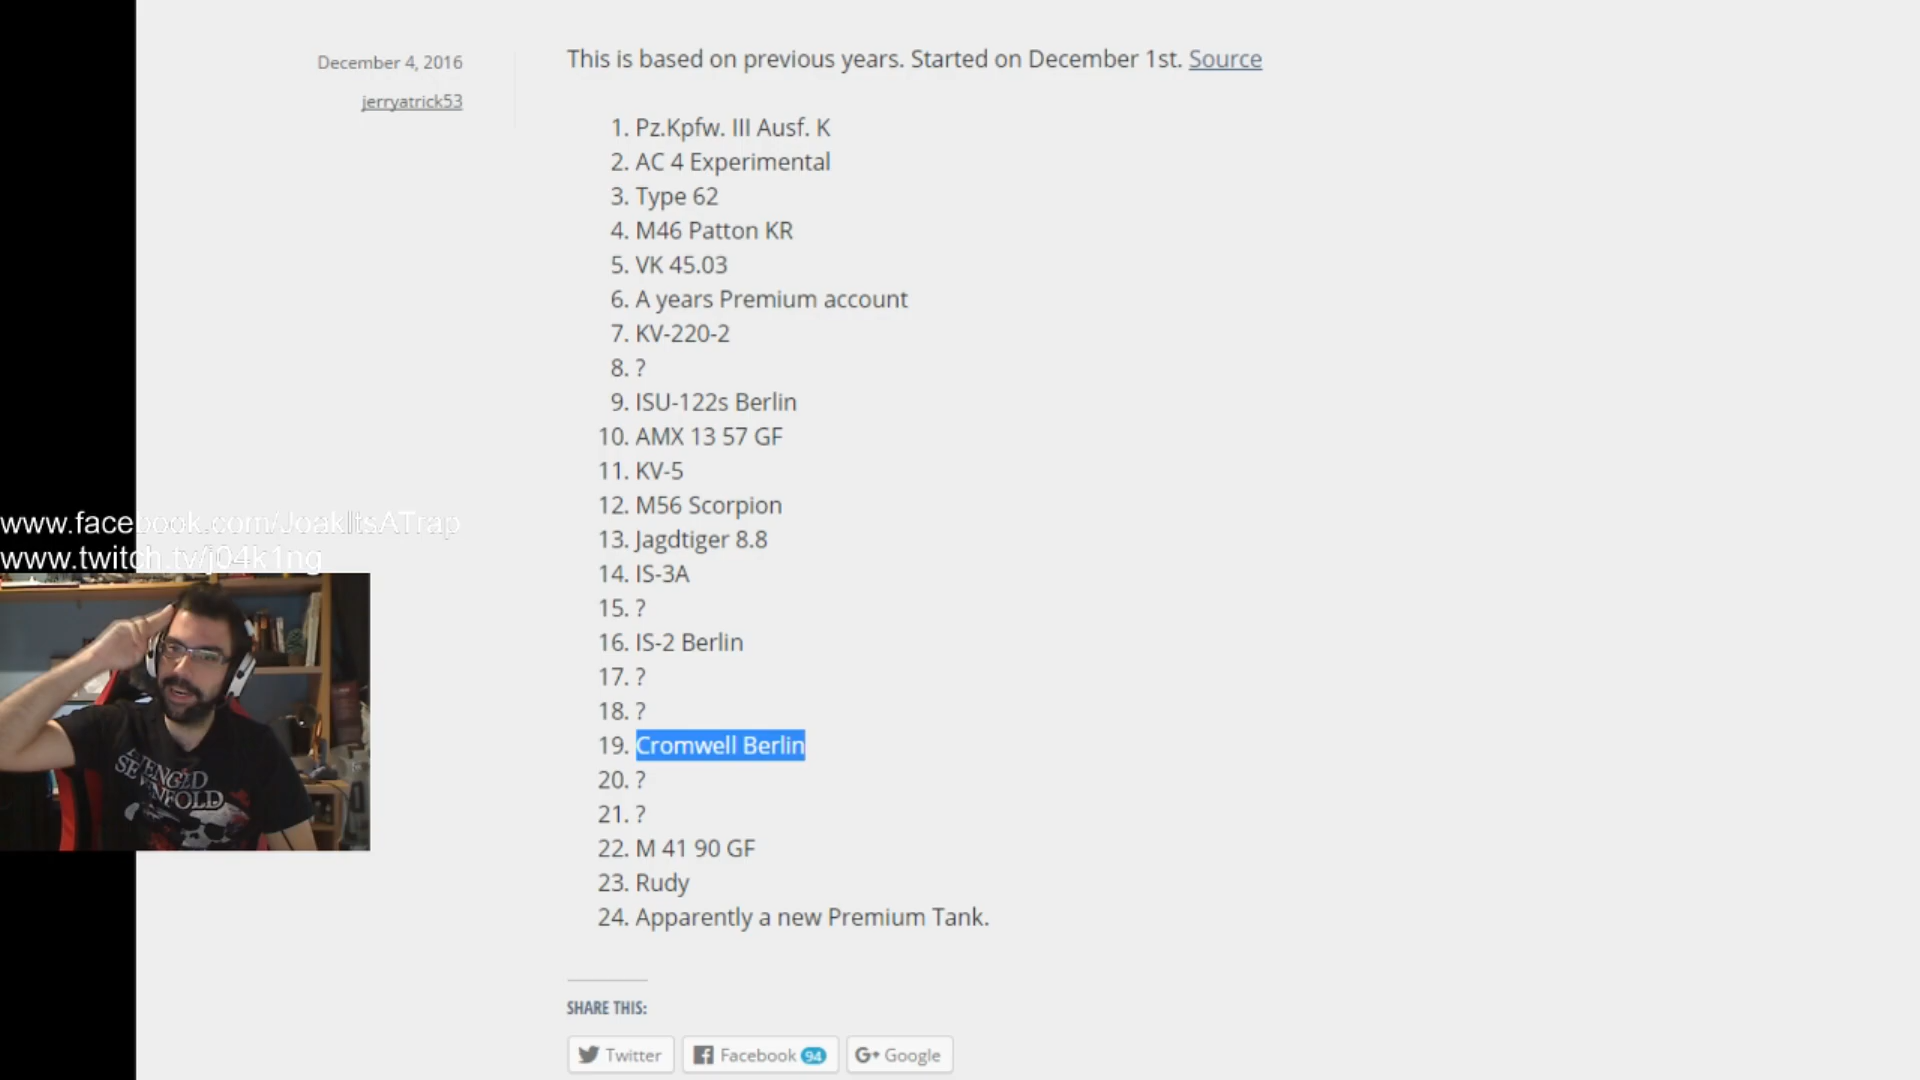 December 4, 2016
jerryatrick53
This is based on previous years. Started on December 1st. Source
1. Pz.Kpfw. III Ausf. K
2. AC 4 Experimental
3. Type 62
4. M46 Patton KR
5. VK 45.03
6. A years Premium account
7. KV-220-2
8. ?
9. ISU-122s Berlin
10. AMX 13 57 GF
11. KV-5
12. M56 Scorpion
13. Jagdtiger 8.8
14. IS-3A
15. ?
16. IS-2 Berlin
17. ?
18. ?
19. Cromwell Berlin
20. ?
21. ?
22. M 41 90 GF
23. Rudy
24. Apparently a new Premium Tank.
SHARE THIS:
Twitter
Facebook 94
G+ Google
www.facebook.com/JoakItsATrap
www.twitch.tv/j04k1ng
AVENGED
SEVENFOLD